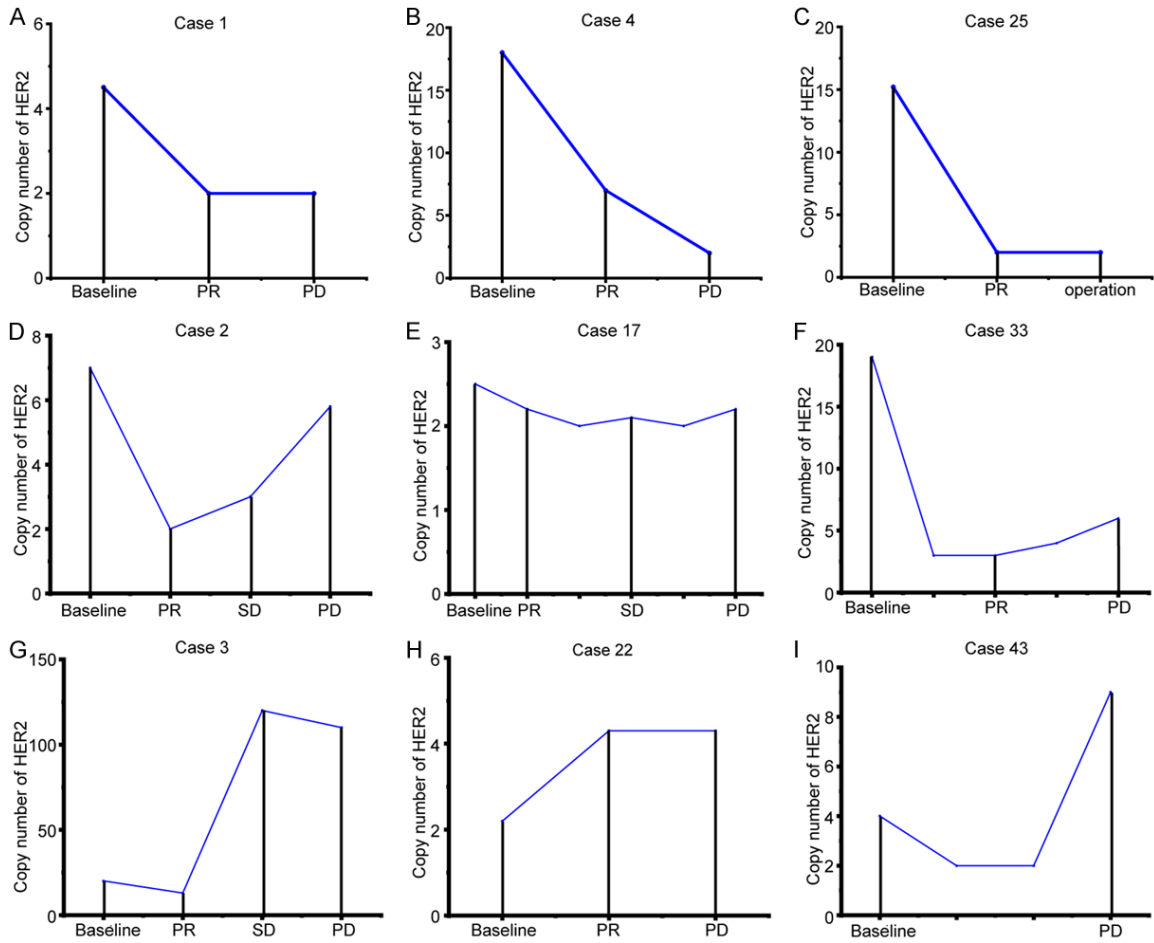 A
Case 1
Copy number of HER2
6
4
2
0
Baseline PR PD
B
Case 4
Copy number of HER2
20
15
10
5
0
Baseline PR PD
C
Case 25
Copy number of HER2
20
15
10
5
0
Baseline PR operation
D
Case 2
Copy number of HER2
8
6
4
2
0
Baseline PR SD PD
E
Case 17
Copy number of HER2
3
2
1
0
Baseline PR SD PD
F
Case 33
Copy number of HER2
20
15
10
5
0
Baseline PR PD
G
Case 3
Copy number of HER2
150
100
50
0
Baseline PR SD PD
H
Case 22
Copy number of HER2
6
4
2
0
Baseline PR PD
I
Case 43
Copy number of HER2
10
8
6
4
2
0
Baseline PD